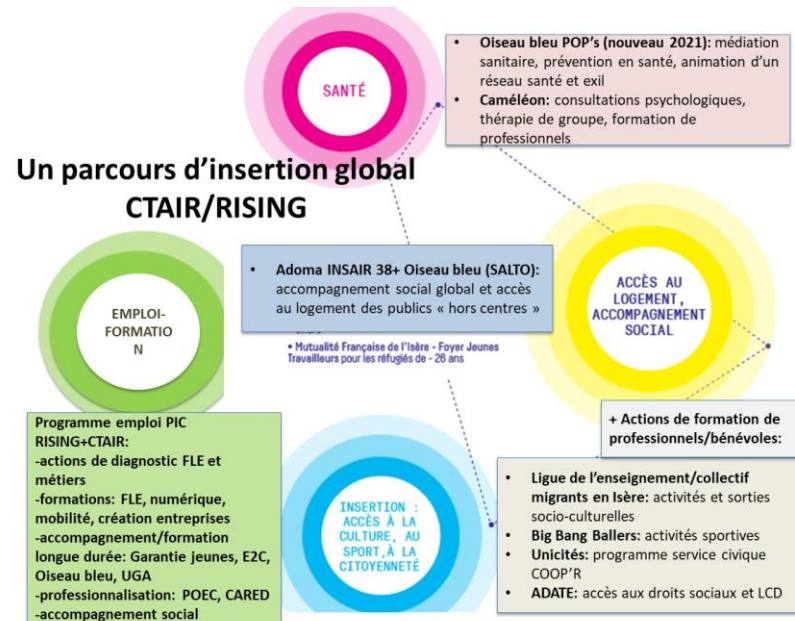 SANTÉ
• Oiseau bleu POP's (nouveau 2021): médiation
sanitaire, prévention en santé, animation d'un
réseau santé et exil
• Caméléon: consultations psychologiques,
thérapie de groupe, formation de
professionnels
Un parcours d'insertion global
CTAIR/RISING
• Adoma INSAIR 38+ Oiseau bleu (SALTO):
accompagnement social global et accès
au logement des publics « hors centres »
• Mutualité Française de l'Isère - Foyer Jeunes
Travailleurs pour les réfugiés de - 26 ans
ACCÈS AU
LOGEMENT,
ACCOMPAGNEMENT
SOCIAL
EMPLOI-
FORMATIO
N
Programme emploi PIC
RISING+CTAIR:
-actions de diagnostic FLE et
métiers
-formations: FLE, numérique,
mobilité, création entreprises
-accompagnement/formation
longue durée: Garantie jeunes, E2C,
Oiseau bleu, UGA
-professionnalisation: POEC, CARED
-accompagnement social
INSERTION :
ACCÈS À LA
CULTURE, AU
SPORT,À LA
CITOYENNETÉ
+ Actions de formation de
professionnels/bénévoles:
• Ligue de l'enseignement/collectif
migrants en Isère: activités et sorties
socio-culturelles
• Big Bang Ballers: activités sportives
• Unicités: programme service civique
COOP'R
• ADATE: accès aux droits sociaux et LCD